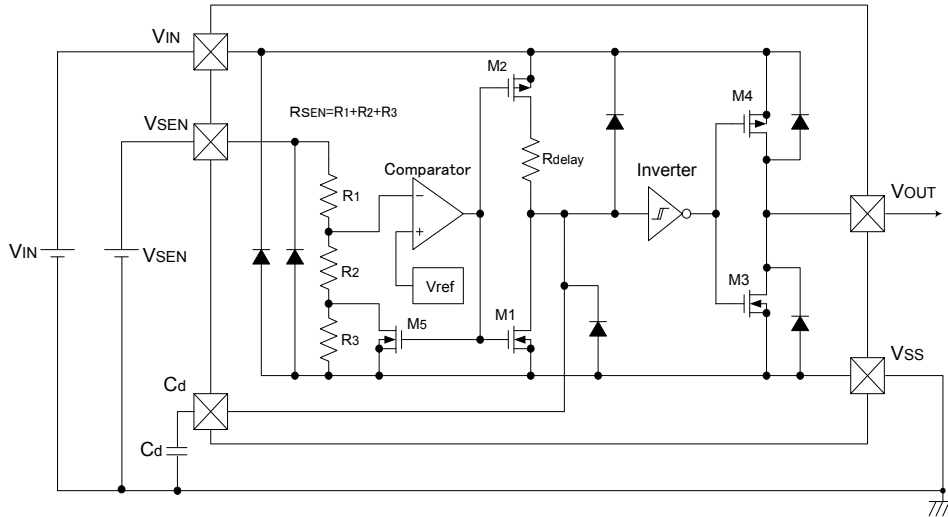 VIN
M2
M4
RSEN=R1+R2+R3
VSEN
Comparator
Rdelay
Inverter
R1
−
VOUT
+
VIN
VSEN
R2
Vref
M3
M5
M1
R3
VSS
Cd
Cd